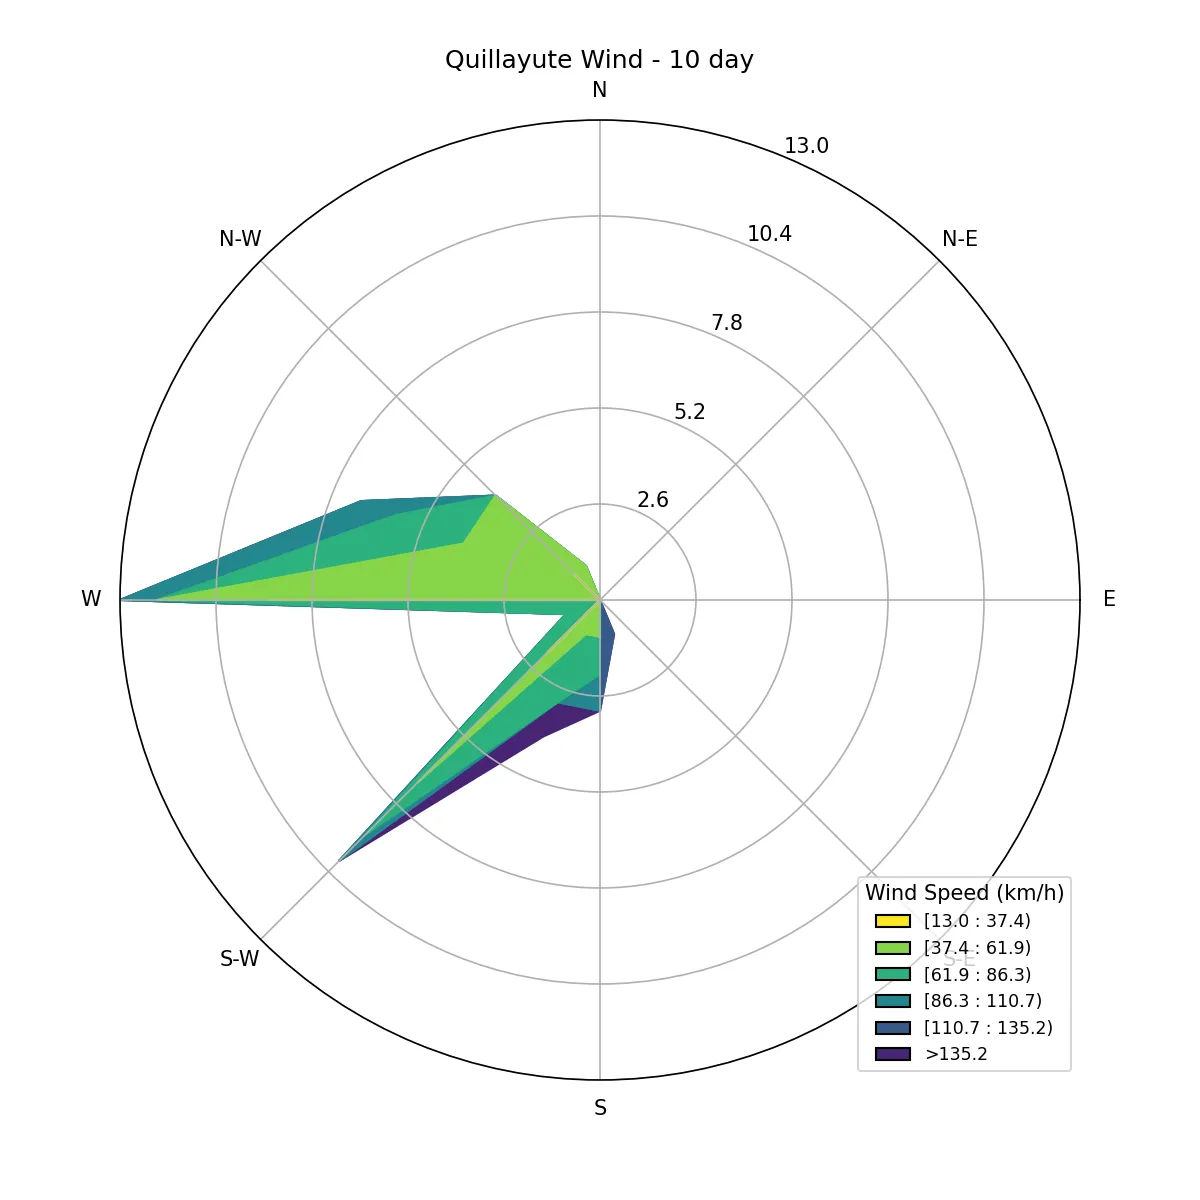 Quillayute Wind - 10 day
N
13.0
N-W
N-E
10.4
7.8
5.2
2.6
W
E
S-W
S-E
S
Wind Speed (km/h)
[13.0 : 37.4)
[37.4 : 61.9)
[61.9 : 86.3)
[86.3 : 110.7)
[110.7 : 135.2)
>135.2